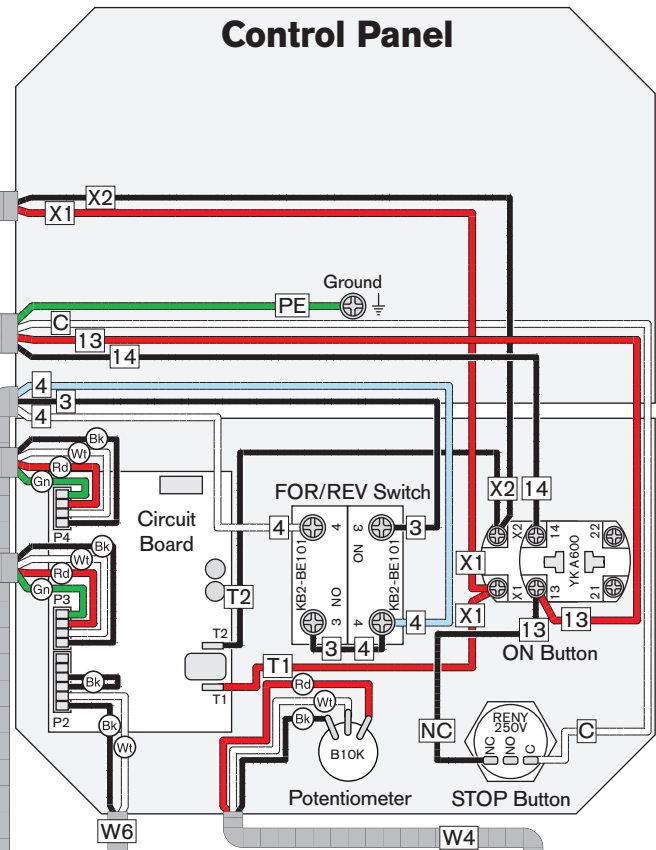 Control Panel
X2
X1
Ground
PE
C
13
14
4
3
4
Bk
Wt
Rd
Gn
P4
Circuit
Board
FOR/REV Switch
X2
14
4
4
3
3
NO
KB2-BE101
KB2-BE101
NO
3
4
4
3
4
X2
14
22
YKA600
X1
13
21
X1
X1
13
13
ON Button
Bk
Wt
Rd
Gn
P3
T2
T2
T1
T1
P2
Bk
Bk
Wt
Rd
Wt
Bk
B10K
Potentiometer
NC
RENY
250V
NC
NO
C
C
STOP Button
W6
W4